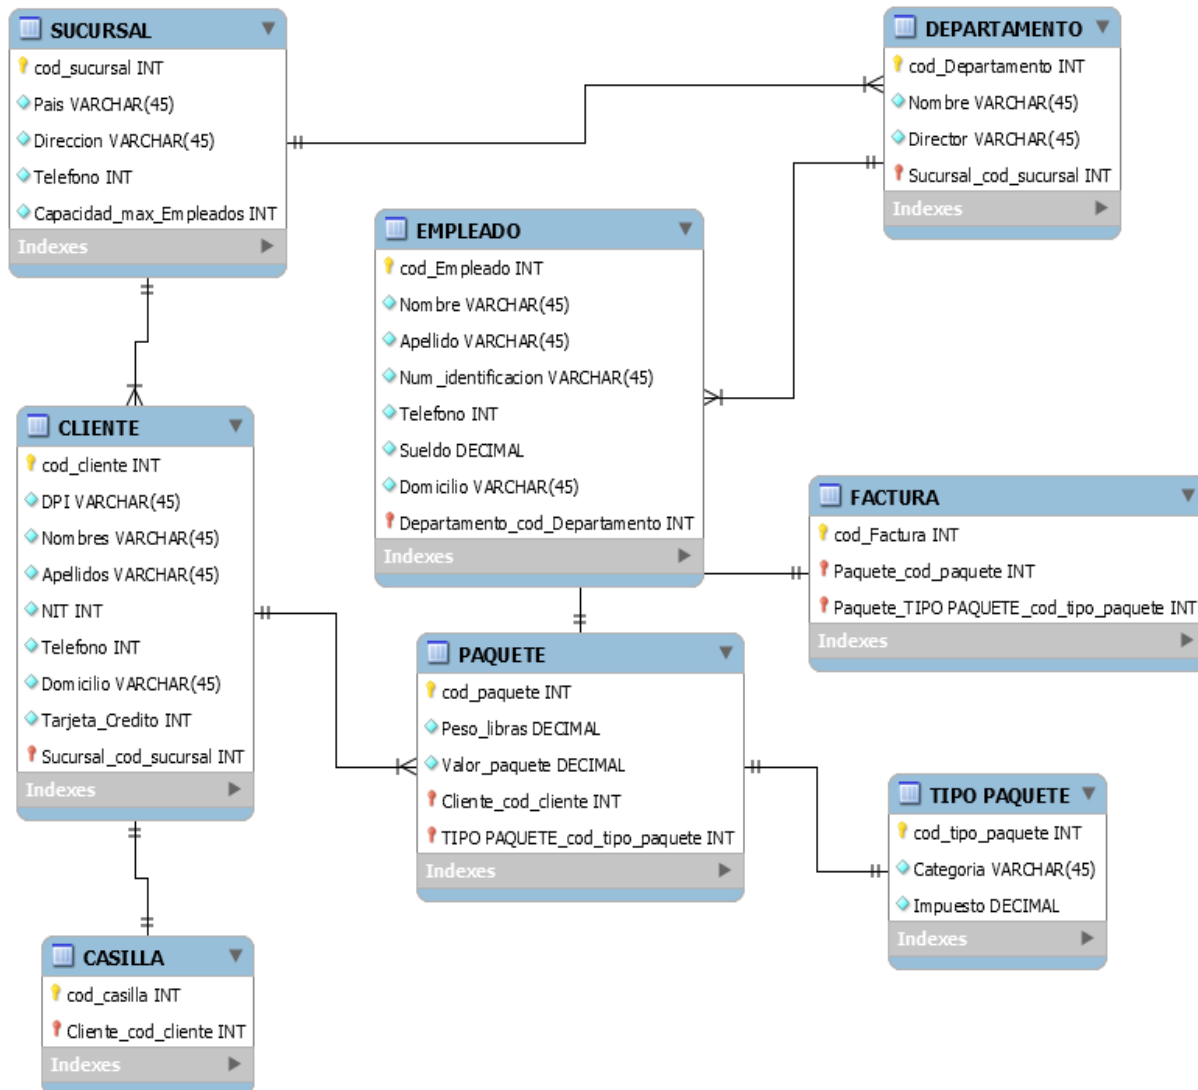 SUCURSAL
cod_sucursal INT
Pais VARCHAR(45)
Direccion VARCHAR(45)
Telefono INT
Capacidad_max_Empleados INT
Indexes
DEPARTAMENTO
cod_Departamento INT
Nombre VARCHAR(45)
Director VARCHAR(45)
Sucursal_cod_sucursal INT
Indexes
EMPLEADO
cod_Empleado INT
Nombre VARCHAR(45)
Apellido VARCHAR(45)
Num_identificacion VARCHAR(45)
Telefono INT
Sueldo DECIMAL
Domicilio VARCHAR(45)
Departamento_cod_Departamento INT
Indexes
CLIENTE
cod_cliente INT
DPI VARCHAR(45)
Nombres VARCHAR(45)
Apellidos VARCHAR(45)
NIT INT
Telefono INT
Domicilio VARCHAR(45)
Tarjeta_Credito INT
Sucursal_cod_sucursal INT
Indexes
FACTURA
cod_Factura INT
Paquete_cod_paquete INT
Paquete_TIPO PAQUETE_cod_tipo_paquete INT
Indexes
PAQUETE
cod_paquete INT
Peso_libras DECIMAL
Valor_paquete DECIMAL
Cliente_cod_cliente INT
TIPO PAQUETE_cod_tipo_paquete INT
Indexes
TIPO PAQUETE
cod_tipo_paquete INT
Categoria VARCHAR(45)
Impuesto DECIMAL
Indexes
CASILLA
cod_casilla INT
Cliente_cod_cliente INT
Indexes